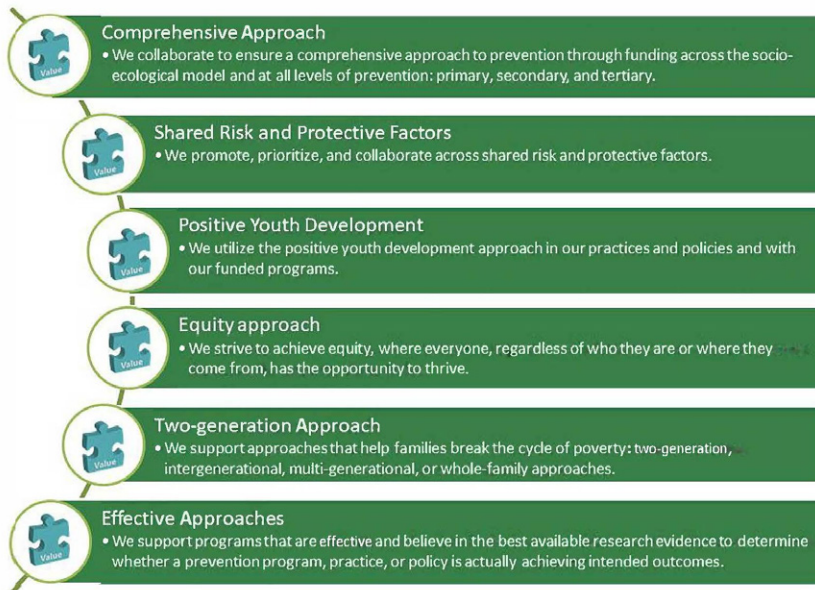 Comprehensive Approach
• We collaborate to ensure a comprehensive approach to prevention through funding across the socio-
ecological model and at all levels of prevention: primary, secondary, and tertiary.
Value
Shared Risk and Protective Factors
• We promote, prioritize, and collaborate across shared risk and protective factors.
Value
Positive Youth Development
• We utilize the positive youth development approach in our practices and policies and with
our funded programs.
Value
Equity approach
• We strive to achieve equity, where everyone, regardless of who they are or where they
come from, has the opportunity to thrive.
Value
Two-generation Approach
• We support approaches that help families break the cycle of poverty: two-generation,
intergenerational, multi-generational, or whole-family approaches.
Value
Effective Approaches
• We support programs that are effective and believe in the best available research evidence to determine
whether a prevention program, practice, or policy is actually achieving intended outcomes.
Value